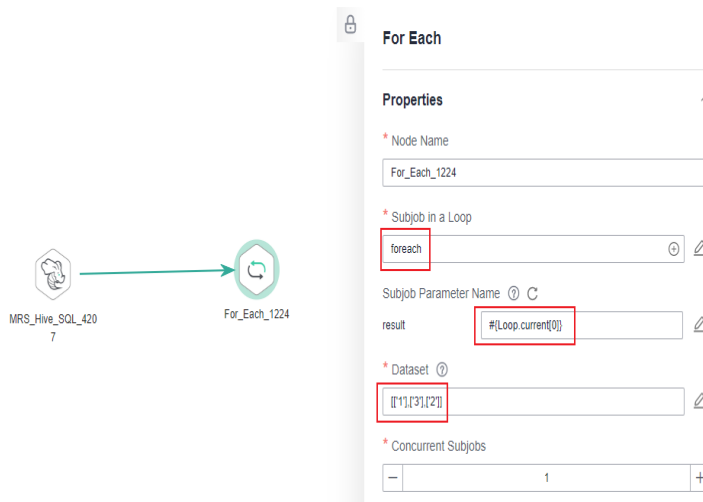 For Each
Properties
* Node Name
For_Each_1224
* Subjob in a Loop
foreach
Subjob Parameter Name
result #{Loop.current[0]}
* Dataset
[['1'],['3'],['2']]
* Concurrent Subjobs
− 1 +
MRS_Hive_SQL_420
7
For_Each_1224